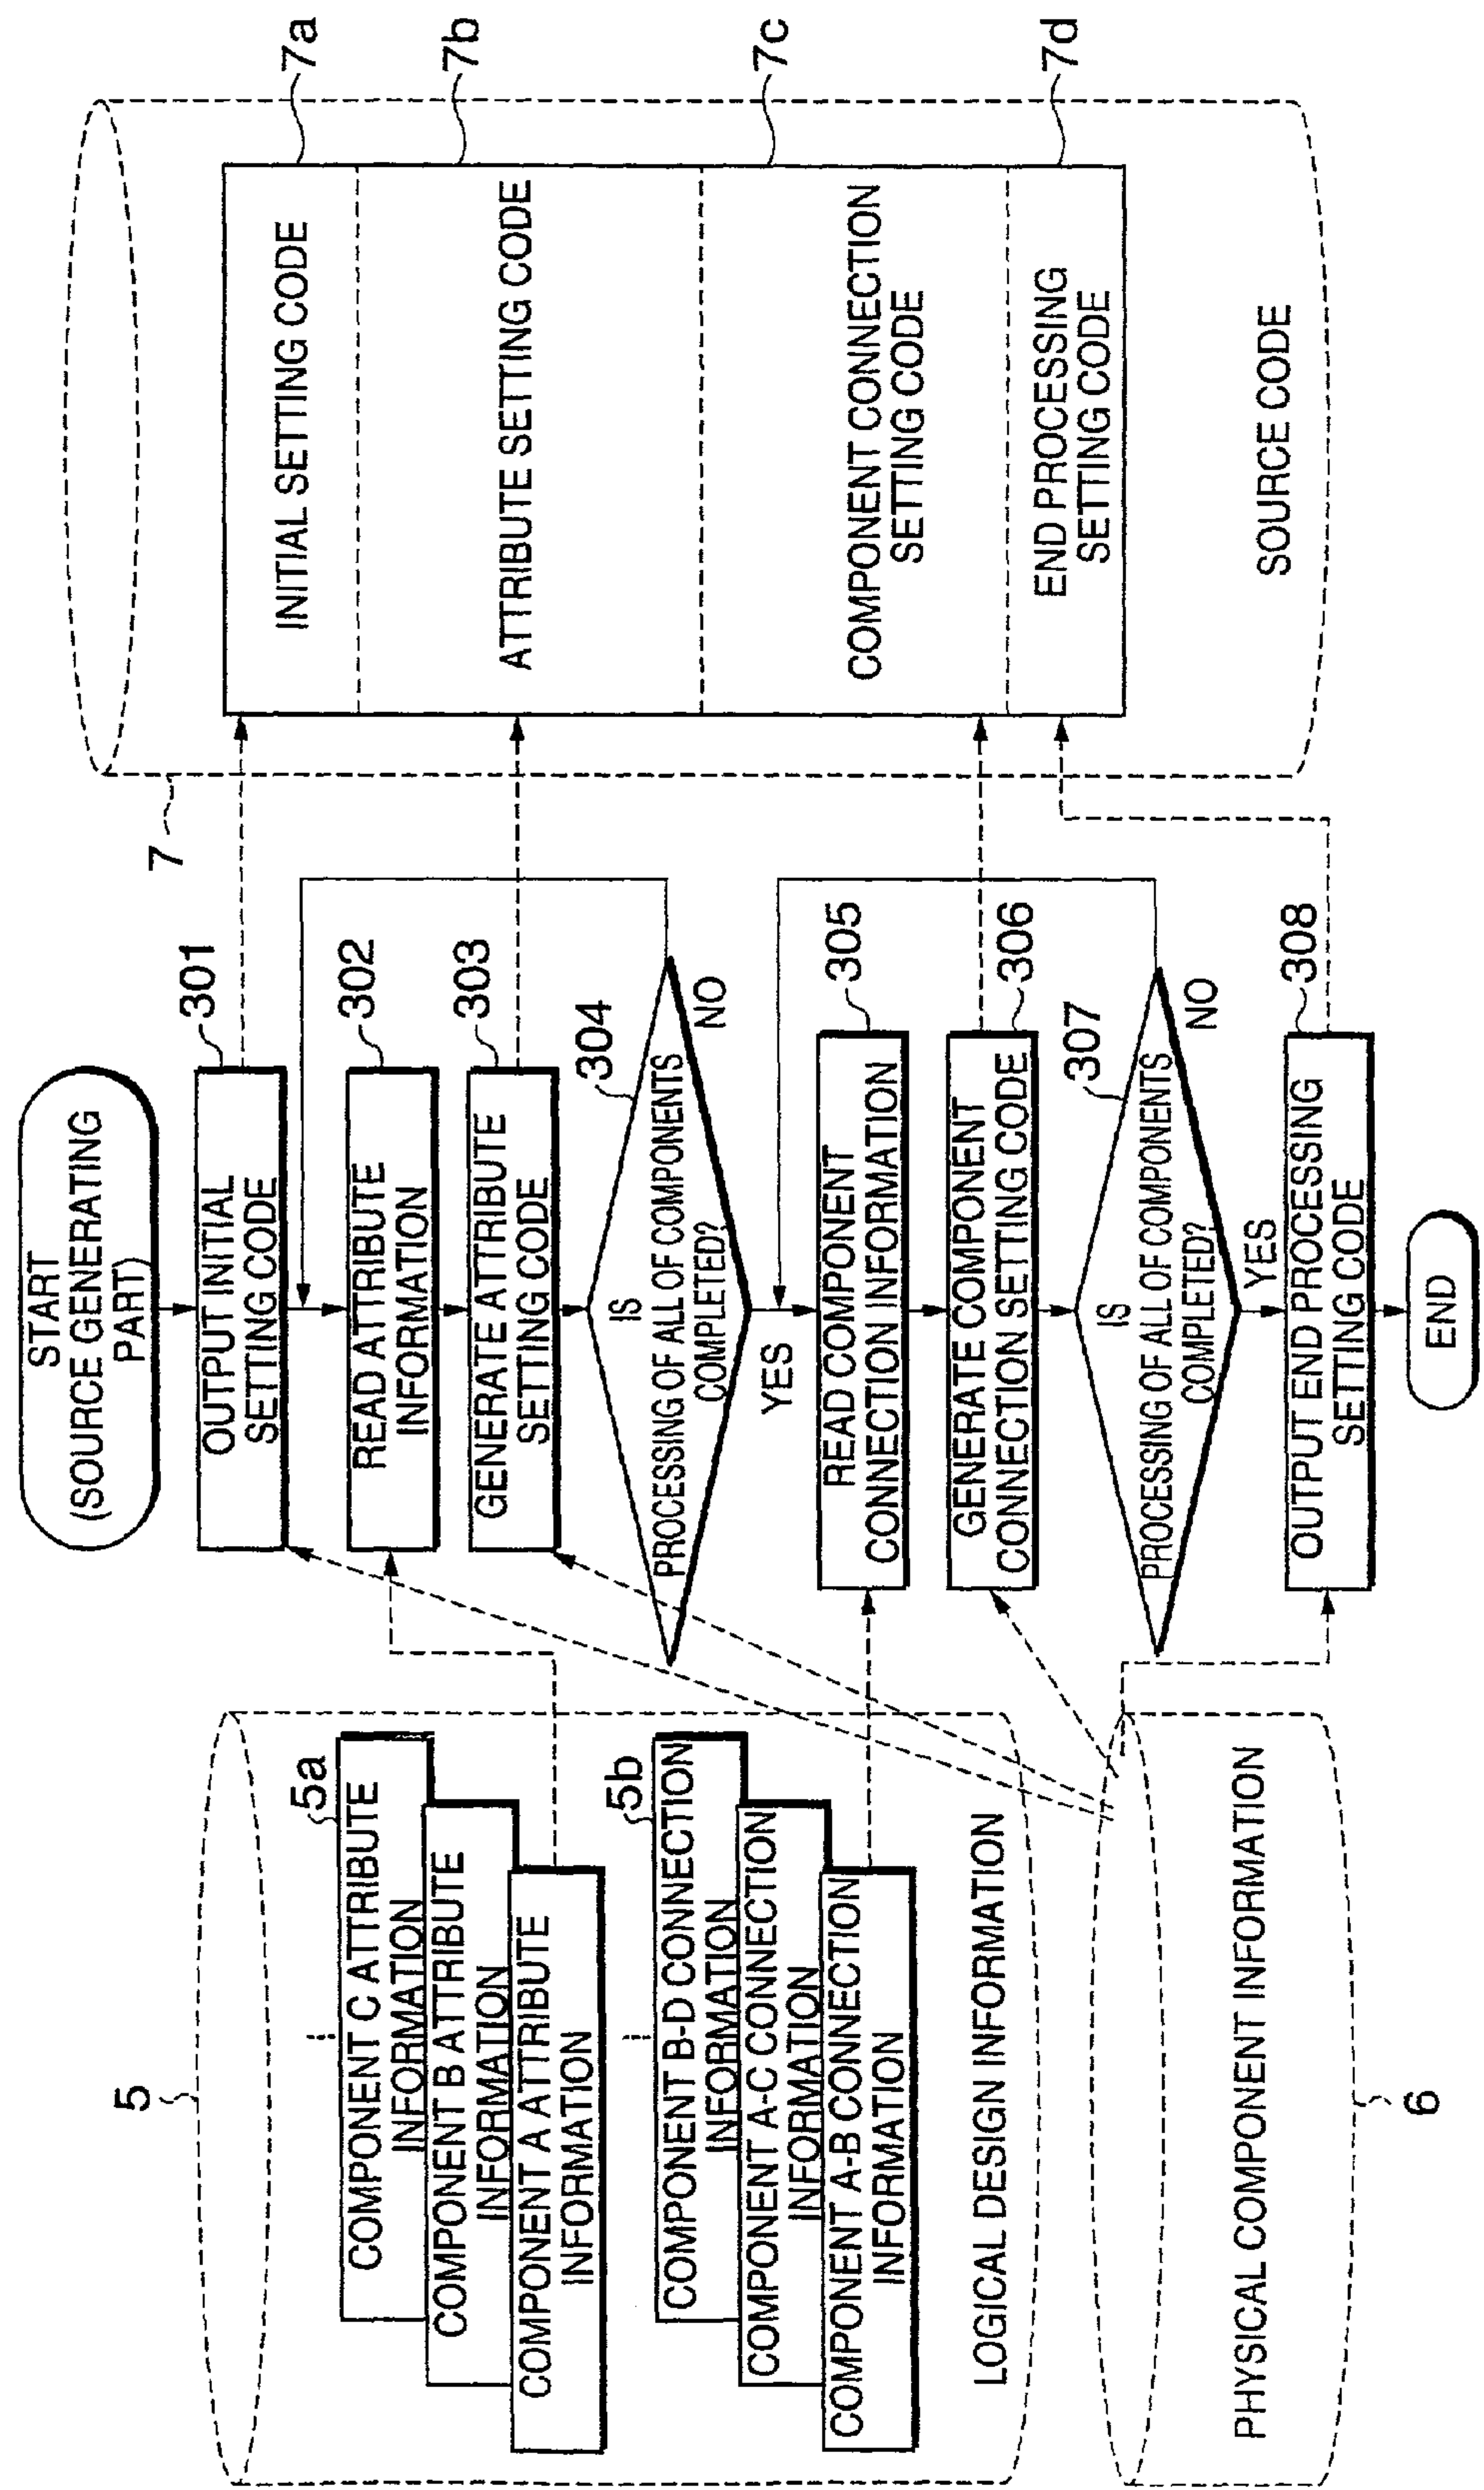 5
5a
COMPONENT C ATTRIBUTE
INFORMATION
COMPONENT B ATTRIBUTE
INFORMATION
COMPONENT A ATTRIBUTE
INFORMATION
5b
COMPONENT B-D CONNECTION
INFORMATION
COMPONENT A-C CONNECTION
INFORMATION
COMPONENT A-B CONNECTION
INFORMATION
LOGICAL DESIGN INFORMATION
PHYSICAL COMPONENT INFORMATION
6
START
(SOURCE GENERATING
PART)
OUTPUT INITIAL
SETTING CODE
301
READ ATTRIBUTE
INFORMATION
302
GENERATE ATTRIBUTE
SETTING CODE
303
IS
PROCESSING OF ALL OF COMPONENTS
COMPLETED?
304
NO
YES
READ COMPONENT
CONNECTION INFORMATION
305
GENERATE COMPONENT
CONNECTION SETTING CODE
306
IS
PROCESSING OF ALL OF COMPONENTS
COMPLETED?
307
NO
YES
OUTPUT END PROCESSING
SETTING CODE
308
END
7
INITIAL SETTING CODE
7a
ATTRIBUTE SETTING CODE
7b
COMPONENT CONNECTION
SETTING CODE
7c
END PROCESSING
SETTING CODE
7d
SOURCE CODE